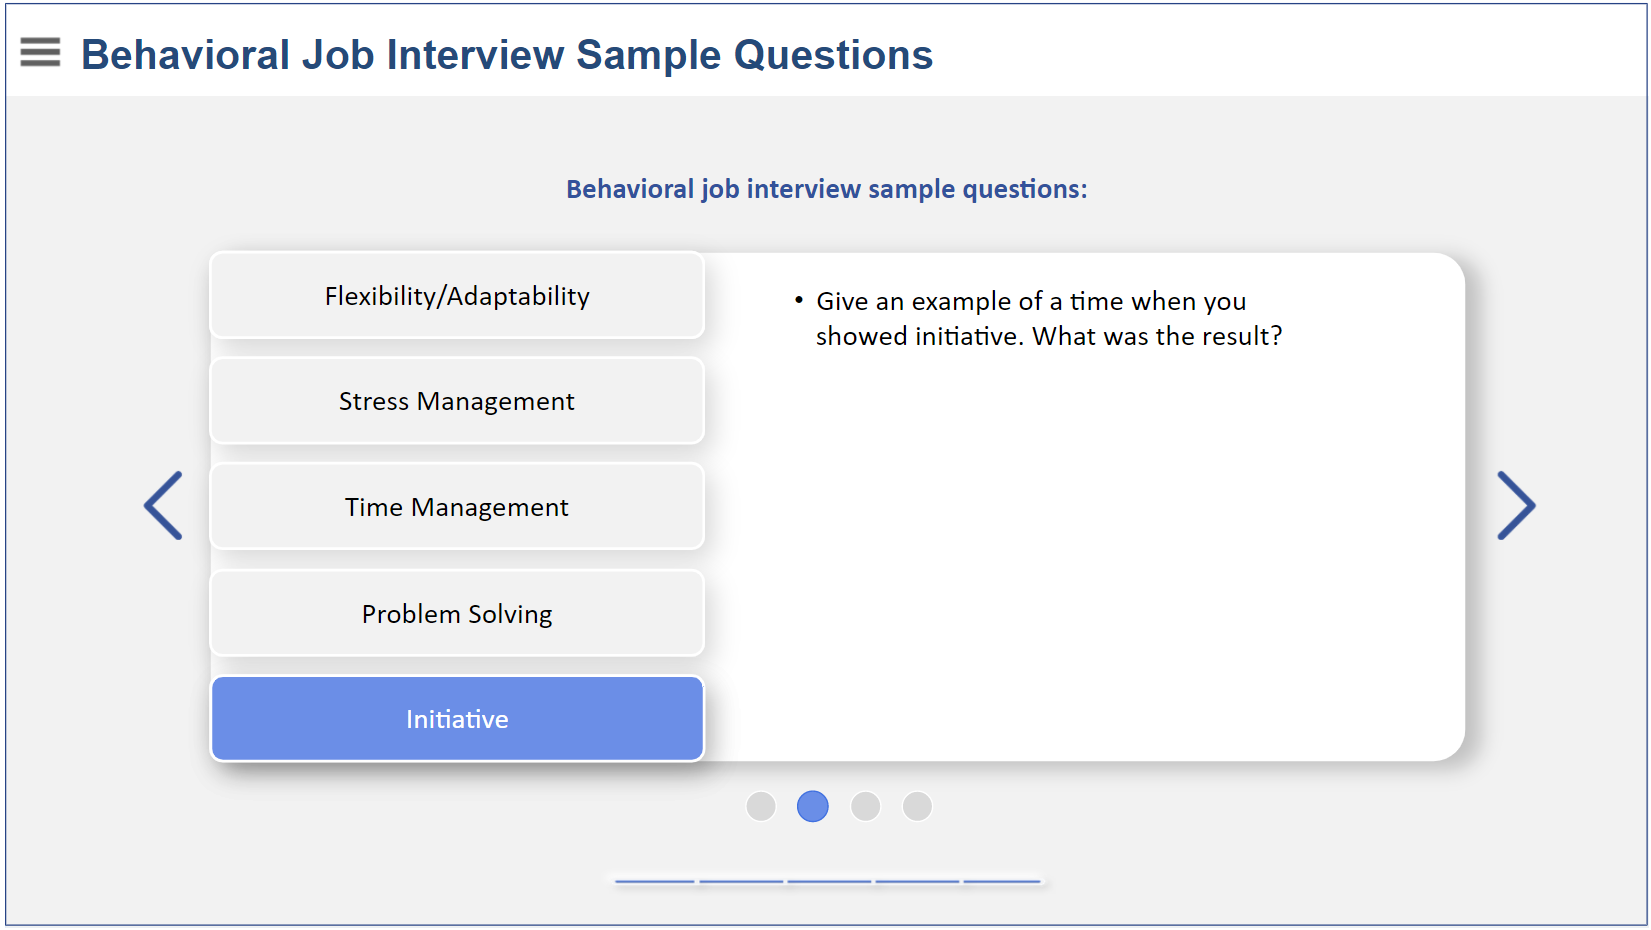 Behavioral Job Interview Sample Questions
Behavioral job interview sample questions:
Flexibility/Adaptability
Stress Management
Time Management
Problem Solving
Initiative
• Give an example of a time when you
showed initiative. What was the result?